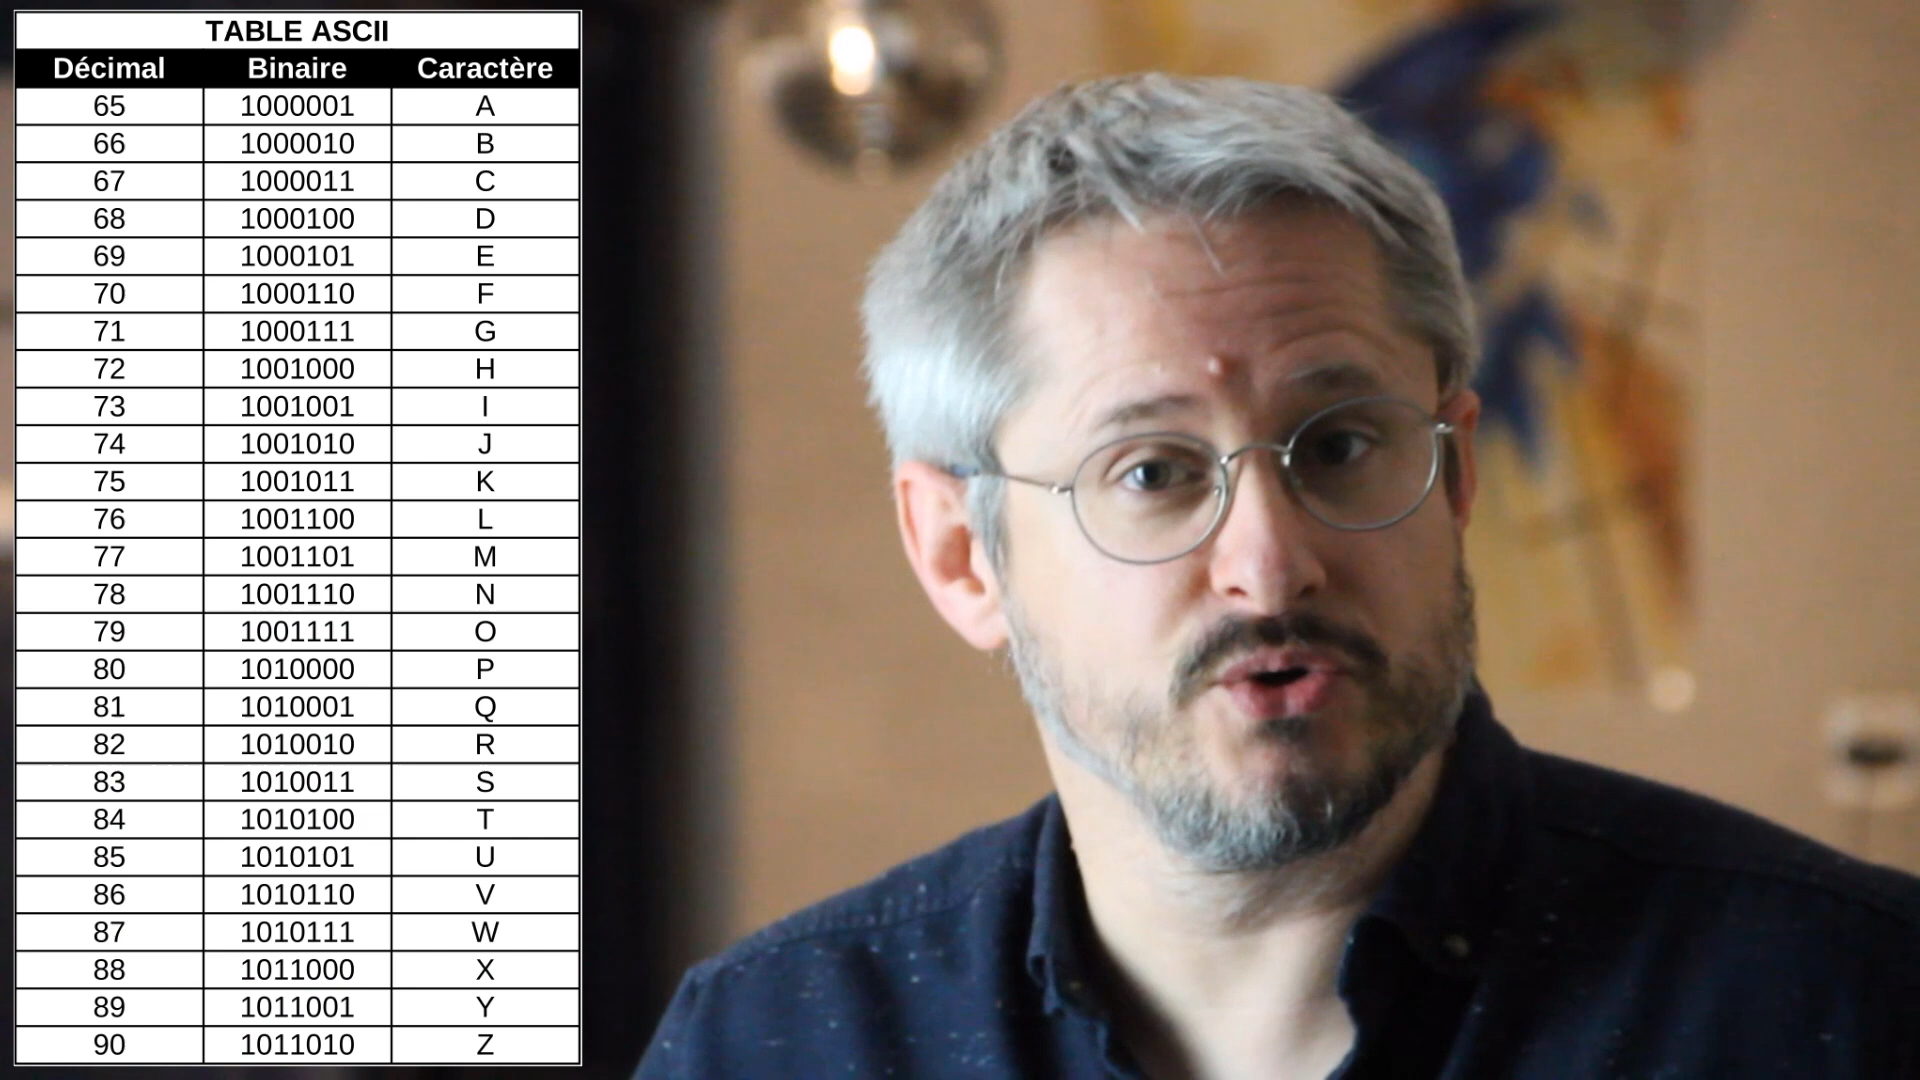 TABLE ASCII
Décimal Binaire Caractère
65 1000001 A
66 1000010 B
67 1000011 C
68 1000100 D
69 1000101 E
70 1000110 F
71 1000111 G
72 1001000 H
73 1001001 I
74 1001010 J
75 1001011 K
76 1001100 L
77 1001101 M
78 1001110 N
79 1001111 O
80 1010000 P
81 1010001 Q
82 1010010 R
83 1010011 S
84 1010100 T
85 1010101 U
86 1010110 V
87 1010111 W
88 1011000 X
89 1011001 Y
90 1011010 Z